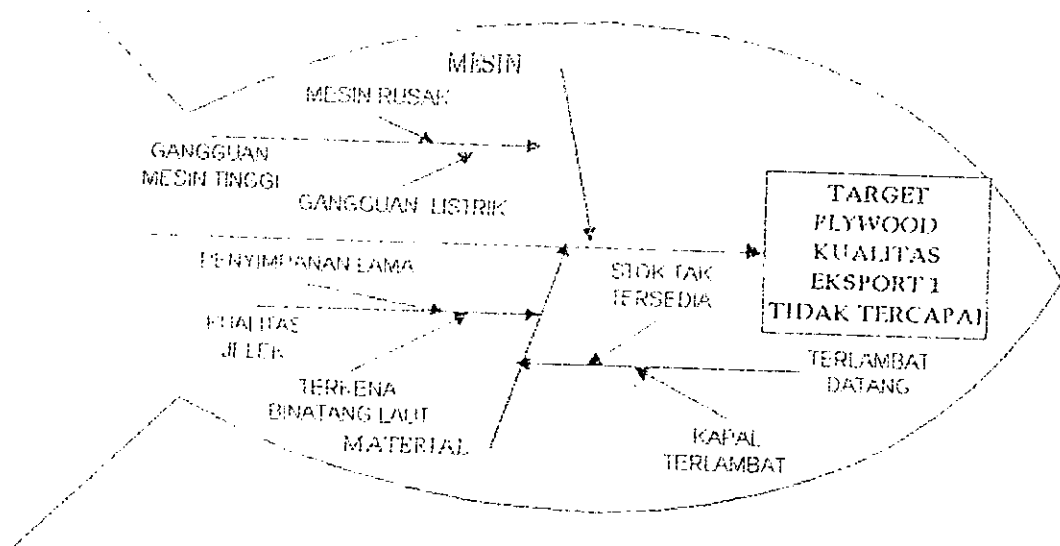 MESIN
MESIN RUSAK
GANGGUAN
MESIN TINGGI
GANGGUAN LISTRIK
TARGET
PLYWOOD
KUALITAS
EKSPORT 1
TIDAK TERCAPAI
PENYIMPANAN LAMA
STOK TAK
TERSEDIA
KUALITAS
JELEK
TERKENA
BINATANG LAUT
MATERIAL
TERLAMBAT
DATANG
KAPAL
TERLAMBAT